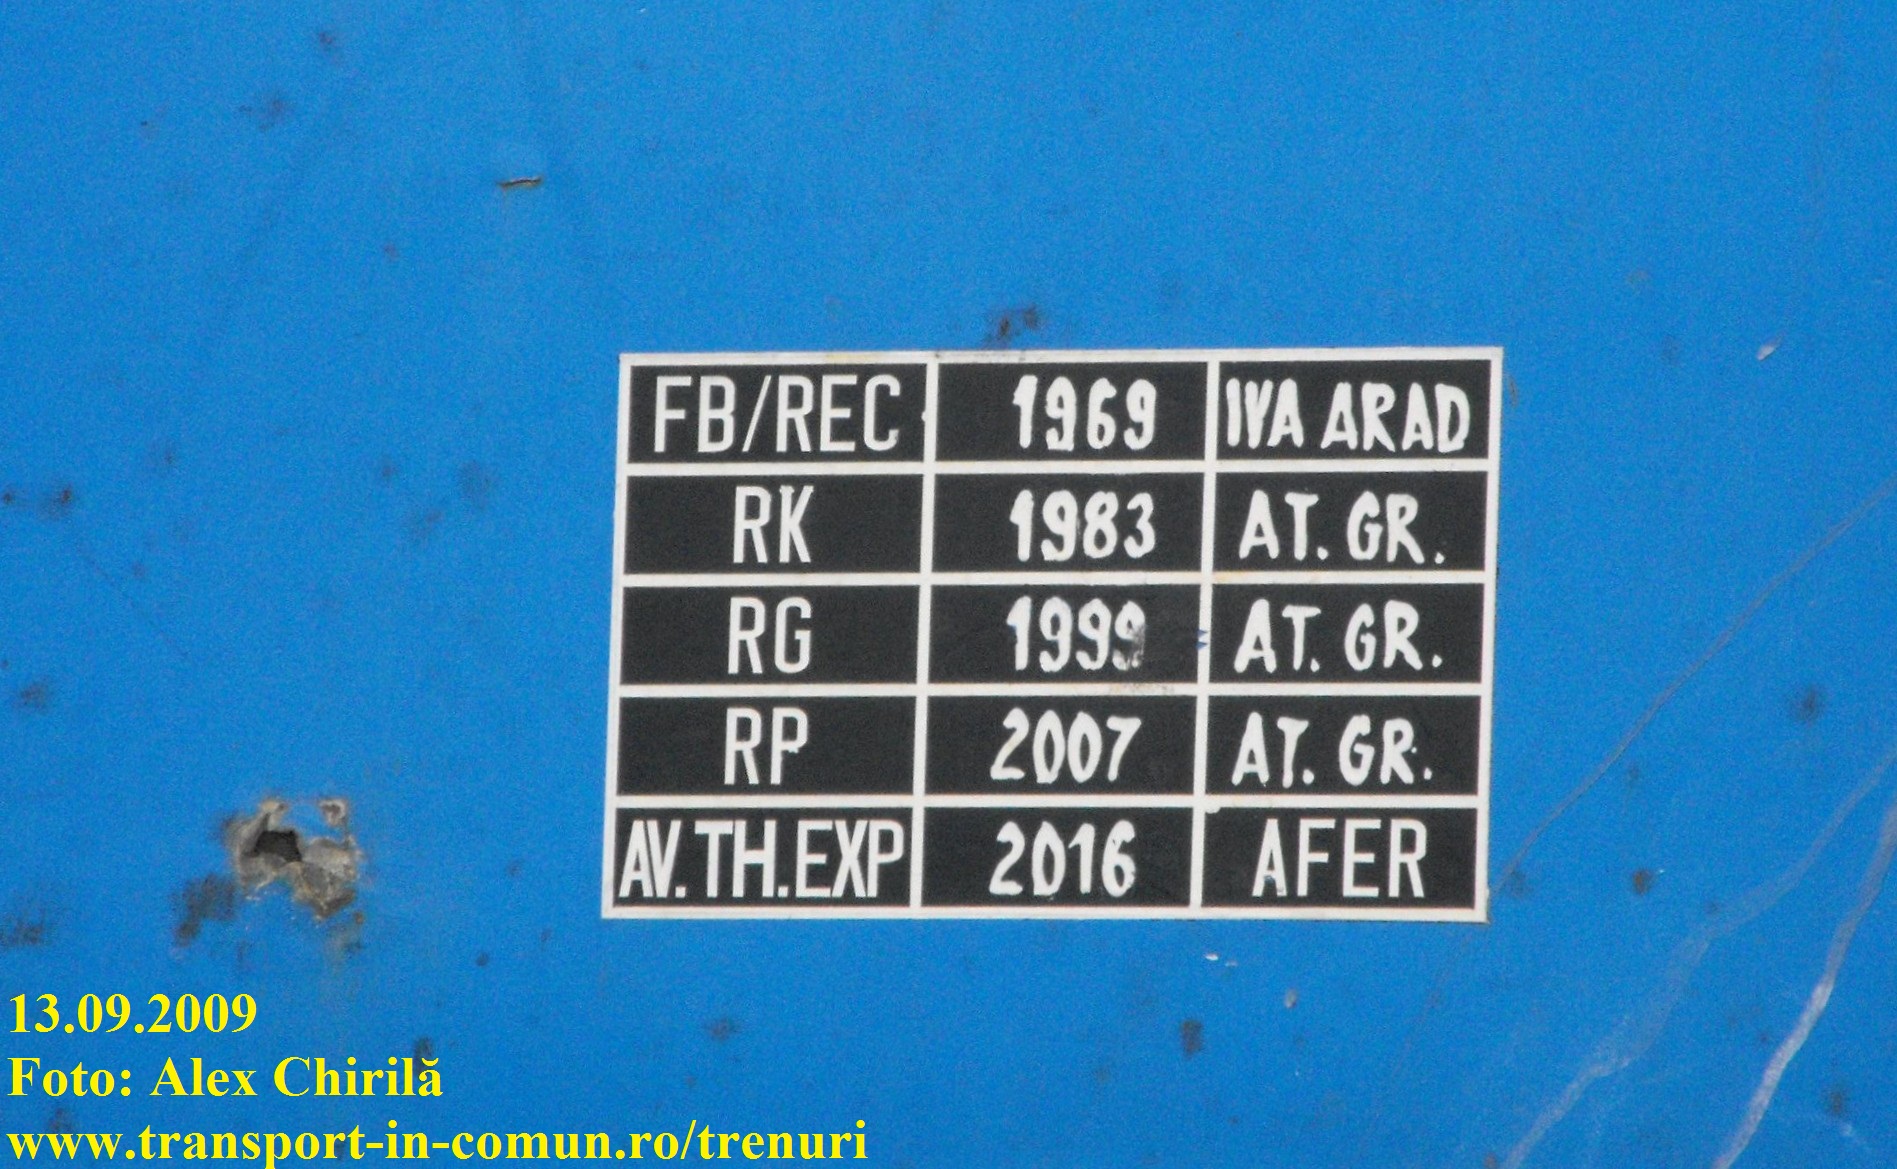 FB/REC 1969 IVA ARAD
RK 1983 AT. GR.
RG 1999 AT. GR.
RP 2007 AT. GR.
AV.TH.EXP 2016 AFER
13.09.2009
Foto: Alex Chirilă
www.transport-in-comun.ro/trenuri